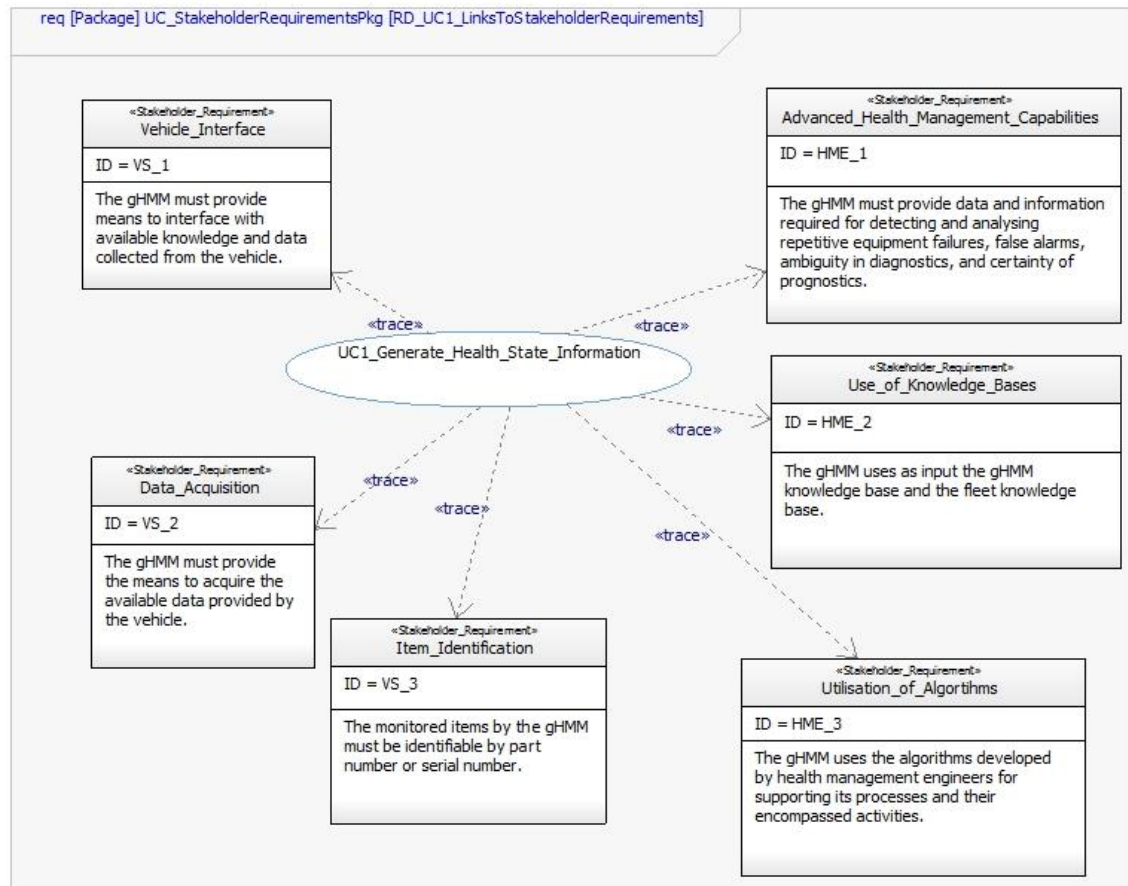 req [Package] UC_StakeholderRequirementsPkg [RD_UC1_LinksToStakeholderRequirements]
«Stakeholder_Requirement»
Vehicle_Interface
ID = VS_1
The gHMM must provide
means to interface with
available knowledge and data
collected from the vehicle.
«Stakeholder_Requirement»
Advanced_Health_Management_Capabilities
ID = HME_1
The gHMM must provide data and information
required for detecting and analysing
repetitive equipment failures, false alarms,
ambiguity in diagnostics, and certainty of
prognostics.
«trace»
«trace»
UC1_Generate_Health_State_Information
«Stakeholder_Requirement»
Use_of_Knowledge_Bases
ID = HME_2
The gHMM uses as input the gHMM
knowledge base and the fleet knowledge
base.
«trace»
«trace»
«trace»
«trace»
«Stakeholder_Requirement»
Data_Acquisition
ID = VS_2
The gHMM must provide
the means to acquire the
available data provided by
the vehicle.
«Stakeholder_Requirement»
Item_Identification
ID = VS_3
The monitored items by the gHMM
must be identifiable by part
number or serial number.
«Stakeholder_Requirement»
Utilisation_of_Algortihms
ID = HME_3
The gHMM uses the algorithms developed
by health management engineers for
supporting its processes and their
encompassed activities.